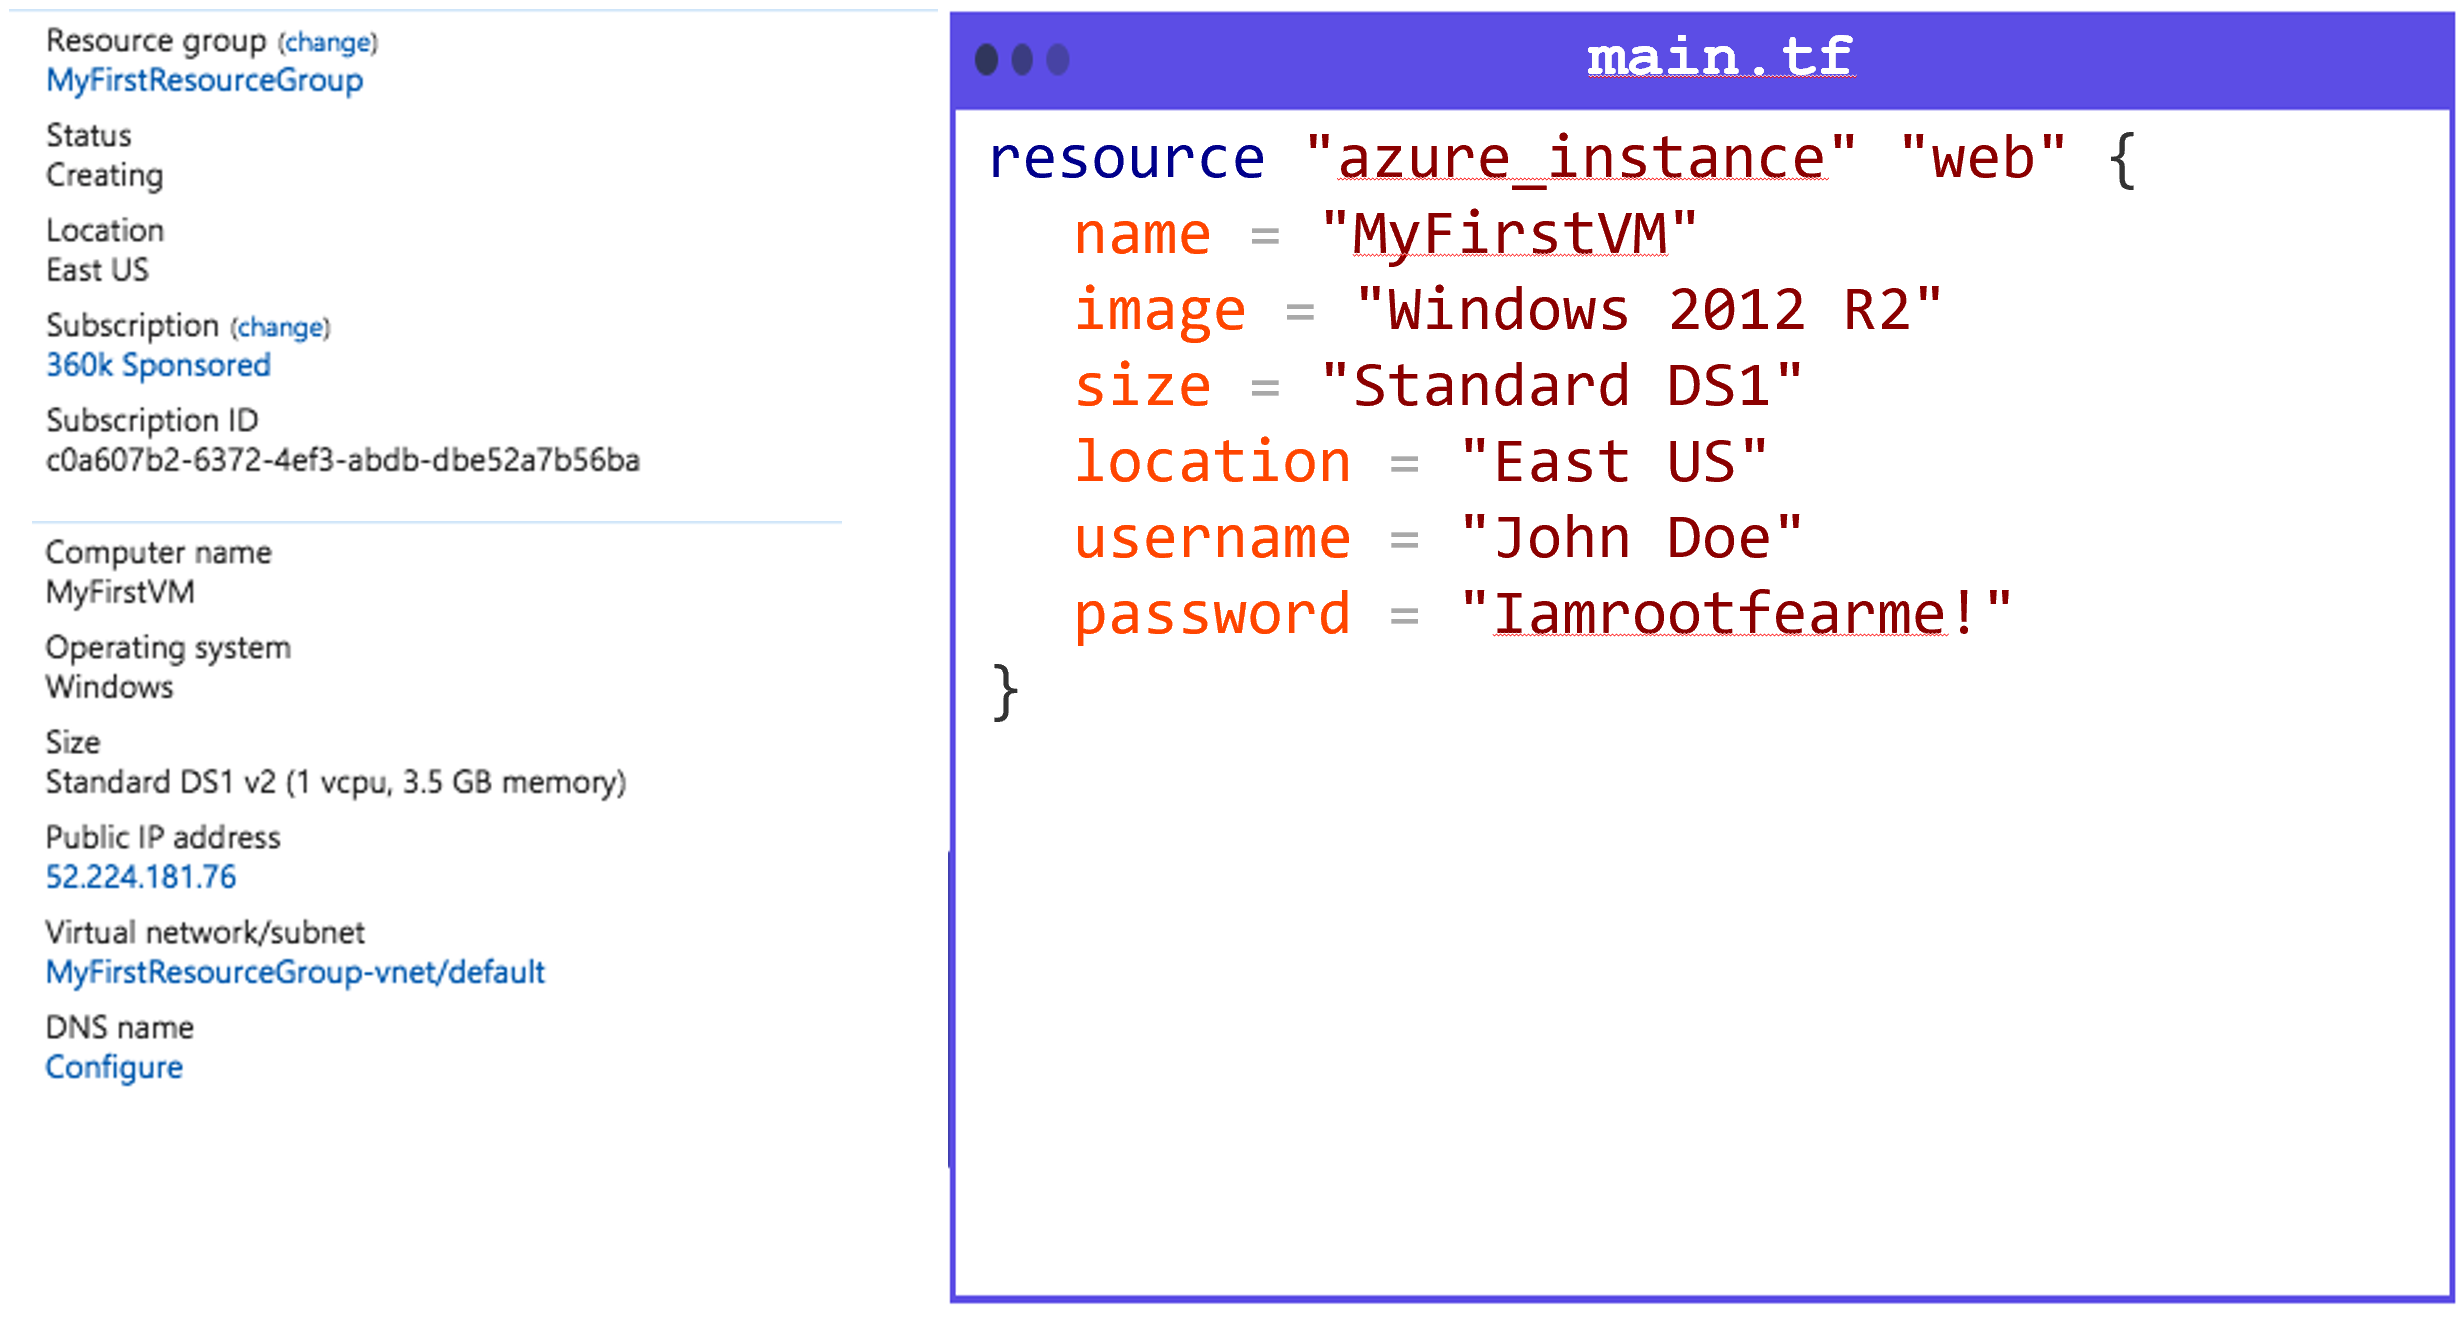 Resource group (change)
MyFirstResourceGroup
Status
Creating
Location
East US
Subscription (change)
360k Sponsored
Subscription ID
c0a607b2-6372-4ef3-abdb-dbe52a7b56ba
Computer name
MyFirstVM
Operating system
Windows
Size
Standard DS1 v2 (1 vcpu, 3.5 GB memory)
Public IP address
52.224.181.76
Virtual network/subnet
MyFirstResourceGroup-vnet/default
DNS name
Configure
main.tf
resource "azure_instance" "web" {
name = "MyFirstVM"
image = "Windows 2012 R2"
size = "Standard DS1"
location = "East US"
username = "John Doe"
password = "Iamrootfearme!"
}